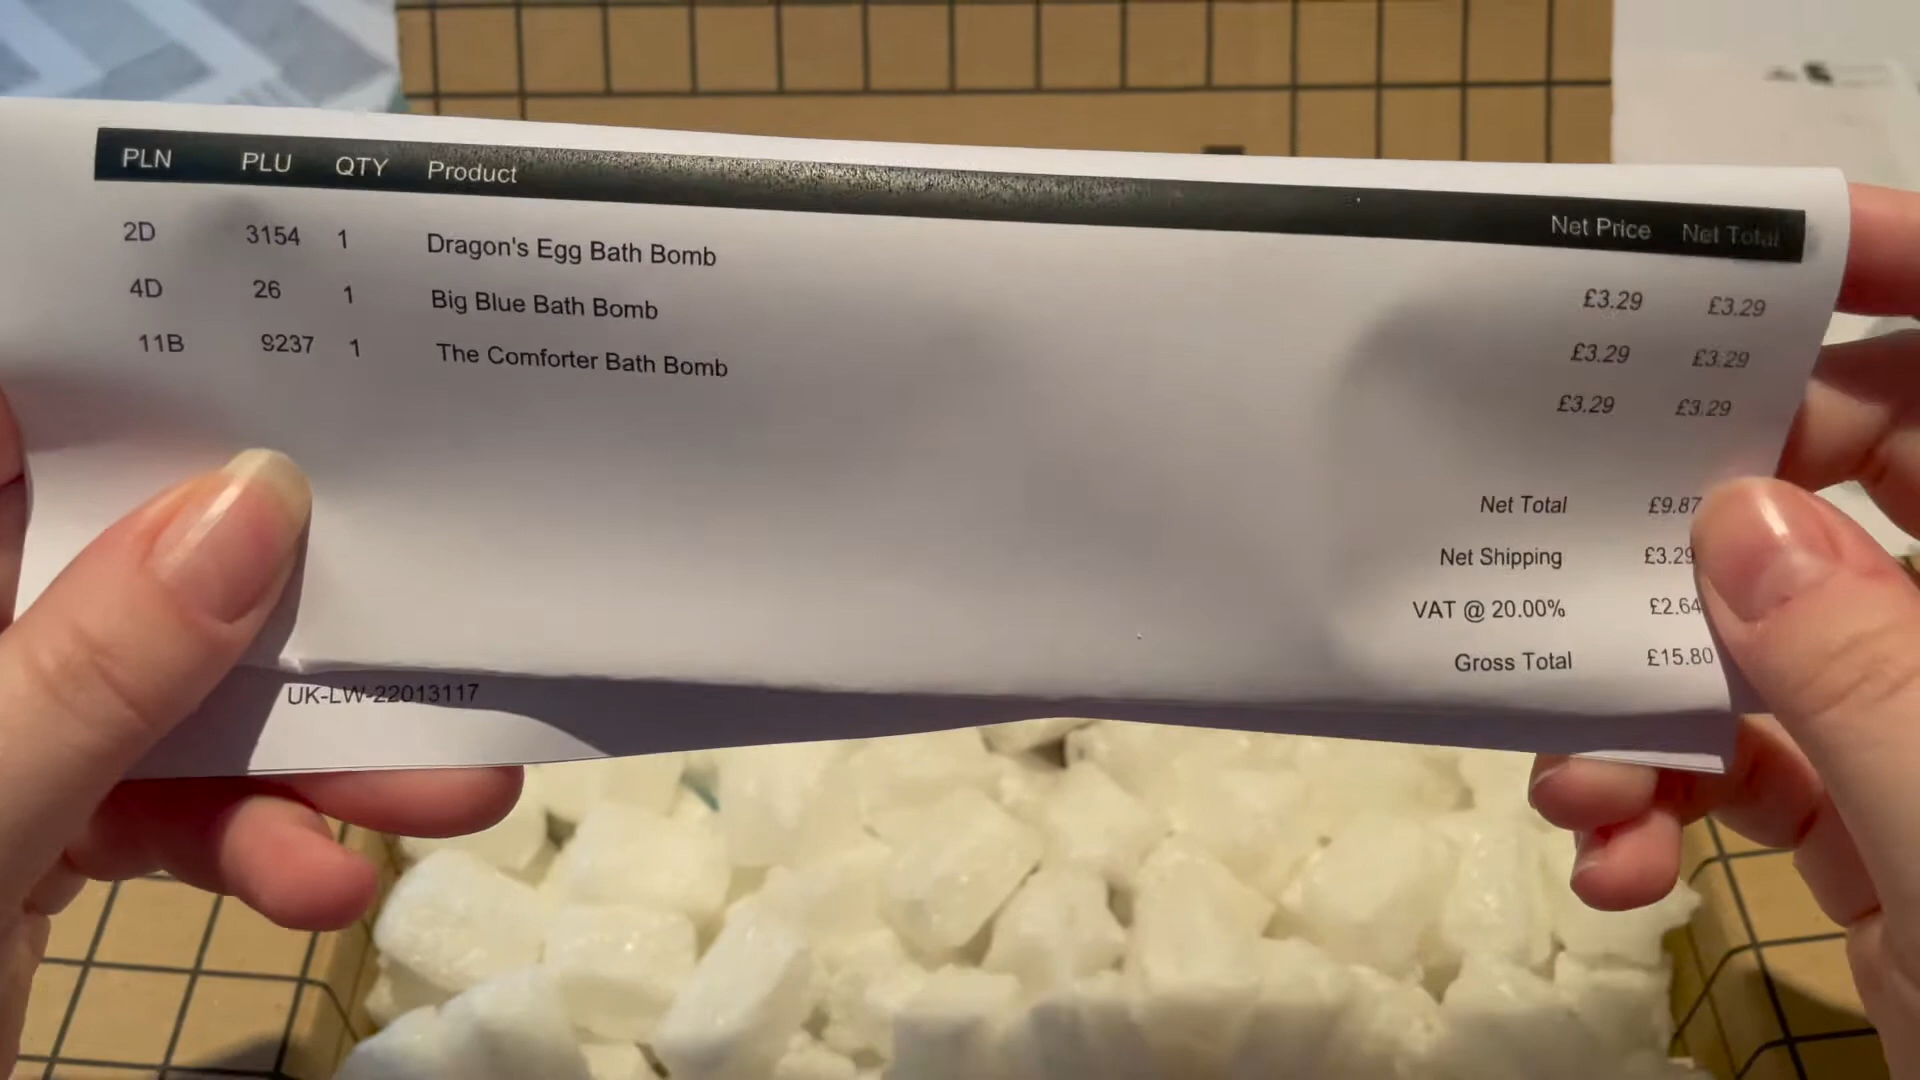 PLN PLU QTY Product Net Price Net Total
2D 3154 1 Dragon's Egg Bath Bomb £3.29 £3.29
4D 26 1 Big Blue Bath Bomb £3.29 £3.29
11B 9237 1 The Comforter Bath Bomb £3.29 £3.29
Net Total £9.87
Net Shipping £3.29
VAT @ 20.00% £2.64
Gross Total £15.80
UK-LW-22013117